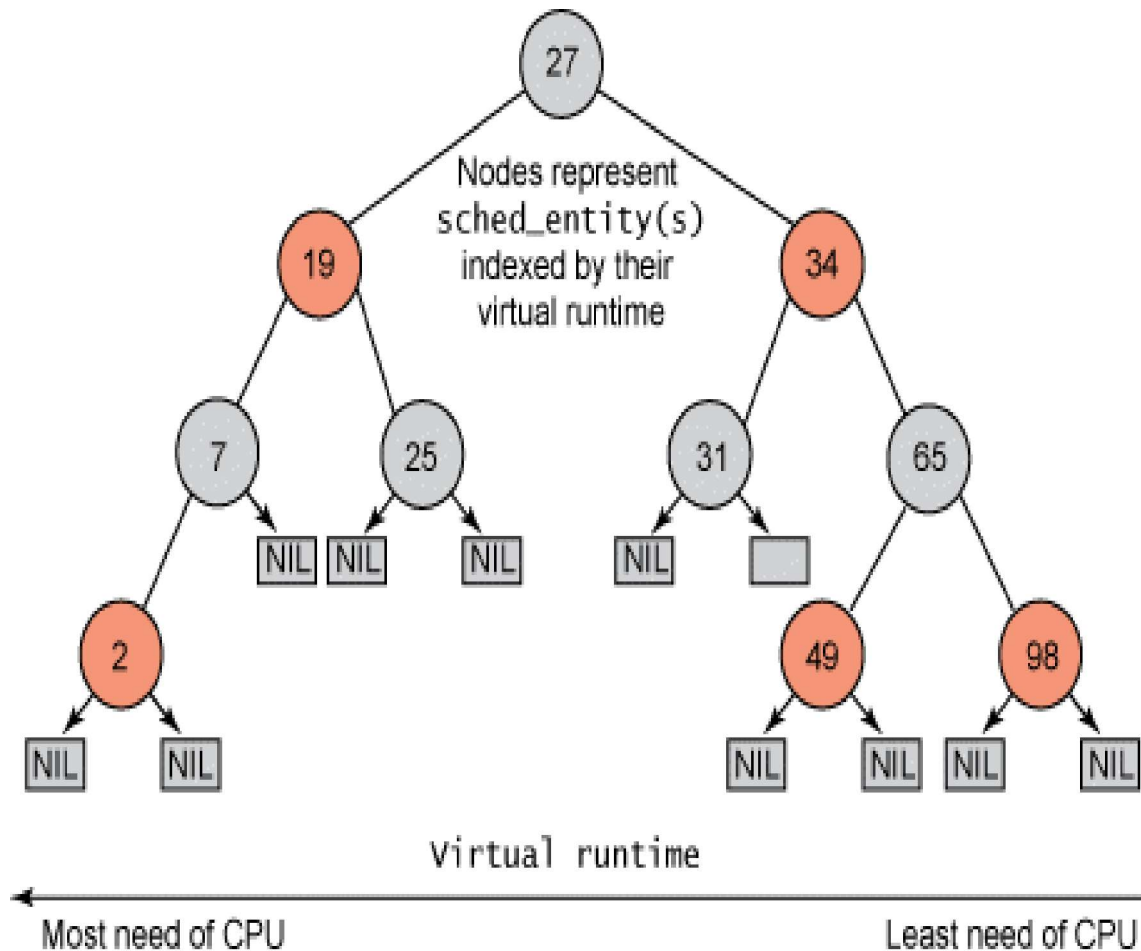 27
Nodes represent
sched_entity(s)
indexed by their
virtual runtime
19
34
7
25
31
65
NIL
NIL
NIL
NIL
2
49
98
NIL
NIL
NIL
NIL
NIL
NIL
Virtual runtime
Most need of CPU
Least need of CPU